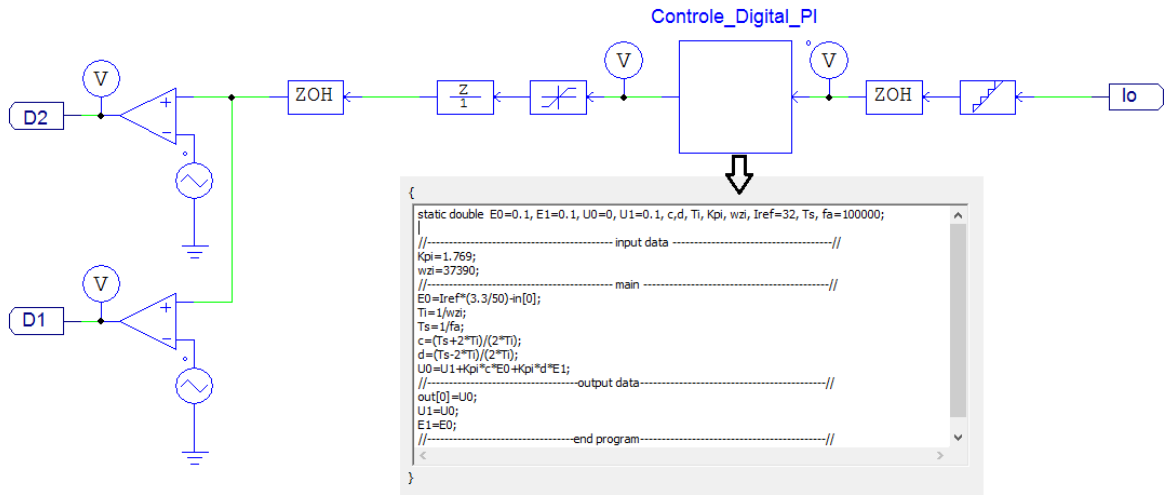 Controle_Digital_PI
V
V
V
D2
ZOH
Z
1
ZOH
Io
V
D1
{
static double E0=0.1, E1=0.1, U0=0, U1=0.1, c,d, Ti, Kpi, wzi, Iref=32, Ts, fa=100000;
//---------------------------------------- input data -----------------------------------//
Kpi=1.769;
wzi=37390;
//---------------------------------------- main -----------------------------------------//
E0=Iref*(3.3/50)-in[0];
Ti=1/wzi;
Ts=1/fa;
c=(Ts+2*Ti)/(2*Ti);
d=(Ts-2*Ti)/(2*Ti);
U0=U1+Kpi*c*E0+Kpi*d*E1;
//---------------------------------output data-----------------------------------------//
out[0]=U0;
U1=U0;
E1=E0;
//--------------------------------end program------------------------------------------//
}